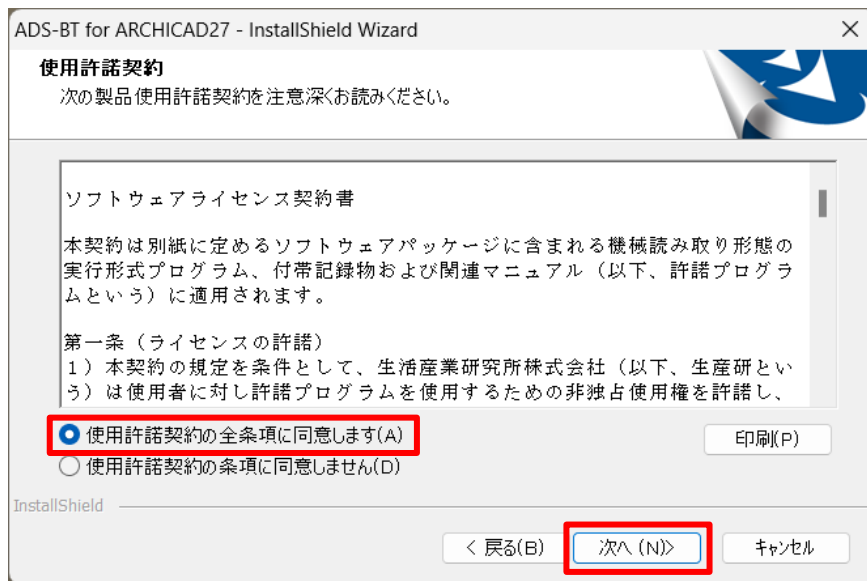 ADS-BT for ARCHICAD27 - InstallShield Wizard
使用許諾契約
次の製品使用許諾契約を注意深くお読みください。
ソフトウェアライセンス契約書
本契約は別紙に定めるソフトウェアパッケージに含まれる機械読み取り形態の
実行形式プログラム、付帯記録物および関連マニュアル（以下、許諾プログラ
ムという）に適用されます。
第一条（ライセンスの許諾）
１）本契約の規定を条件として、生活産業研究所株式会社（以下、生産研とい
う）は使用者に対し許諾プログラムを使用するための非独占使用権を許諾し、
使用許諾契約の全条項に同意します(A)
印刷(P)
使用許諾契約の条項に同意しません(D)
InstallShield
< 戻る(B)
次へ (N)>
キャンセル